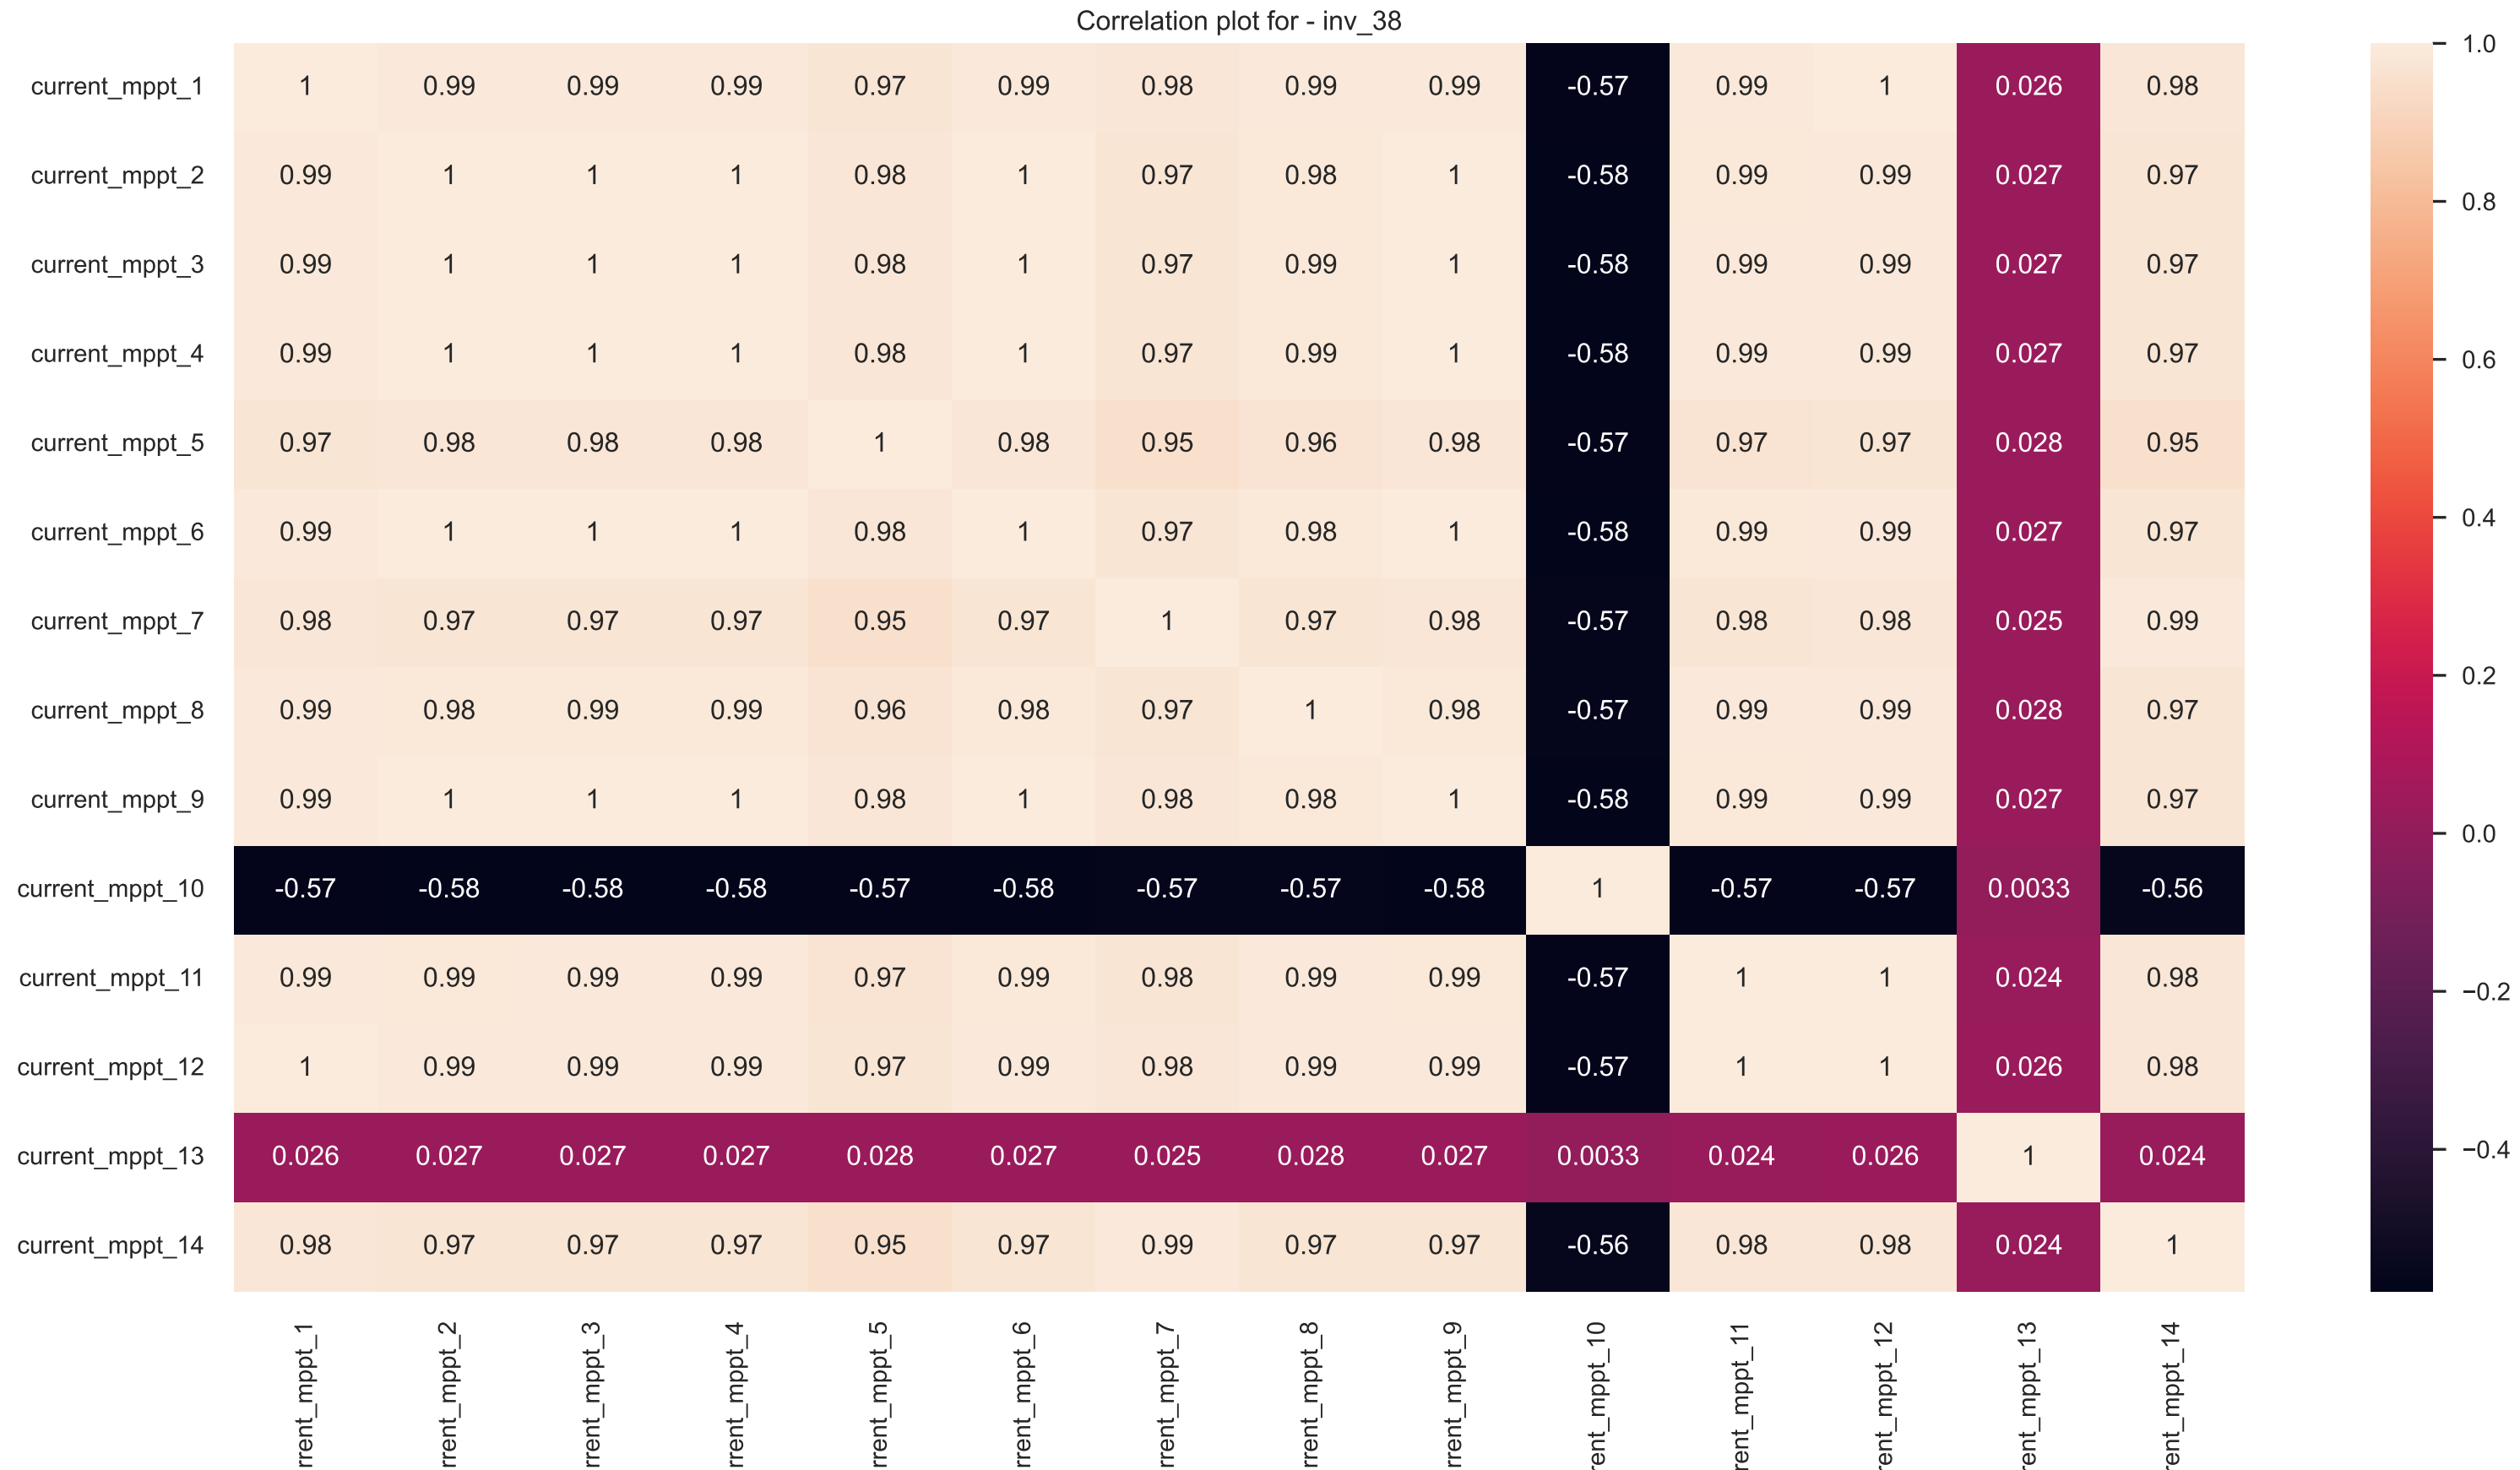 Correlation plot for - inv_38
current_mppt_1 1 0.99 0.99 0.99 0.97 0.99 0.98 0.99 0.99 -0.57 0.99 1 0.026 0.98
current_mppt_2 0.99 1 1 1 0.98 1 0.97 0.98 1 -0.58 0.99 0.99 0.027 0.97
current_mppt_3 0.99 1 1 1 0.98 1 0.97 0.99 1 -0.58 0.99 0.99 0.027 0.97
current_mppt_4 0.99 1 1 1 0.98 1 0.97 0.99 1 -0.58 0.99 0.99 0.027 0.97
current_mppt_5 0.97 0.98 0.98 0.98 1 0.98 0.95 0.96 0.98 -0.57 0.97 0.97 0.028 0.95
current_mppt_6 0.99 1 1 1 0.98 1 0.97 0.98 1 -0.58 0.99 0.99 0.027 0.97
current_mppt_7 0.98 0.97 0.97 0.97 0.95 0.97 1 0.97 0.98 -0.57 0.98 0.98 0.025 0.99
current_mppt_8 0.99 0.98 0.99 0.99 0.96 0.98 0.97 1 0.98 -0.57 0.99 0.99 0.028 0.97
current_mppt_9 0.99 1 1 1 0.98 1 0.98 0.98 1 -0.58 0.99 0.99 0.027 0.97
current_mppt_10 -0.57 -0.58 -0.58 -0.58 -0.57 -0.58 -0.57 -0.57 -0.58 1 -0.57 -0.57 0.0033 -0.56
current_mppt_11 0.99 0.99 0.99 0.99 0.97 0.99 0.98 0.99 0.99 -0.57 1 1 0.024 0.98
current_mppt_12 1 0.99 0.99 0.99 0.97 0.99 0.98 0.99 0.99 -0.57 1 1 0.026 0.98
current_mppt_13 0.026 0.027 0.027 0.027 0.028 0.027 0.025 0.028 0.027 0.0033 0.024 0.026 1 0.024
current_mppt_14 0.98 0.97 0.97 0.97 0.95 0.97 0.99 0.97 0.97 -0.56 0.98 0.98 0.024 1
rrent_mppt_1
rrent_mppt_2
rrent_mppt_3
rrent_mppt_4
rrent_mppt_5
rrent_mppt_6
rrent_mppt_7
rrent_mppt_8
rrent_mppt_9
rent_mppt_10
rent_mppt_11
rent_mppt_12
rent_mppt_13
rent_mppt_14
1.0
0.8
0.6
0.4
0.2
0.0
−0.2
−0.4